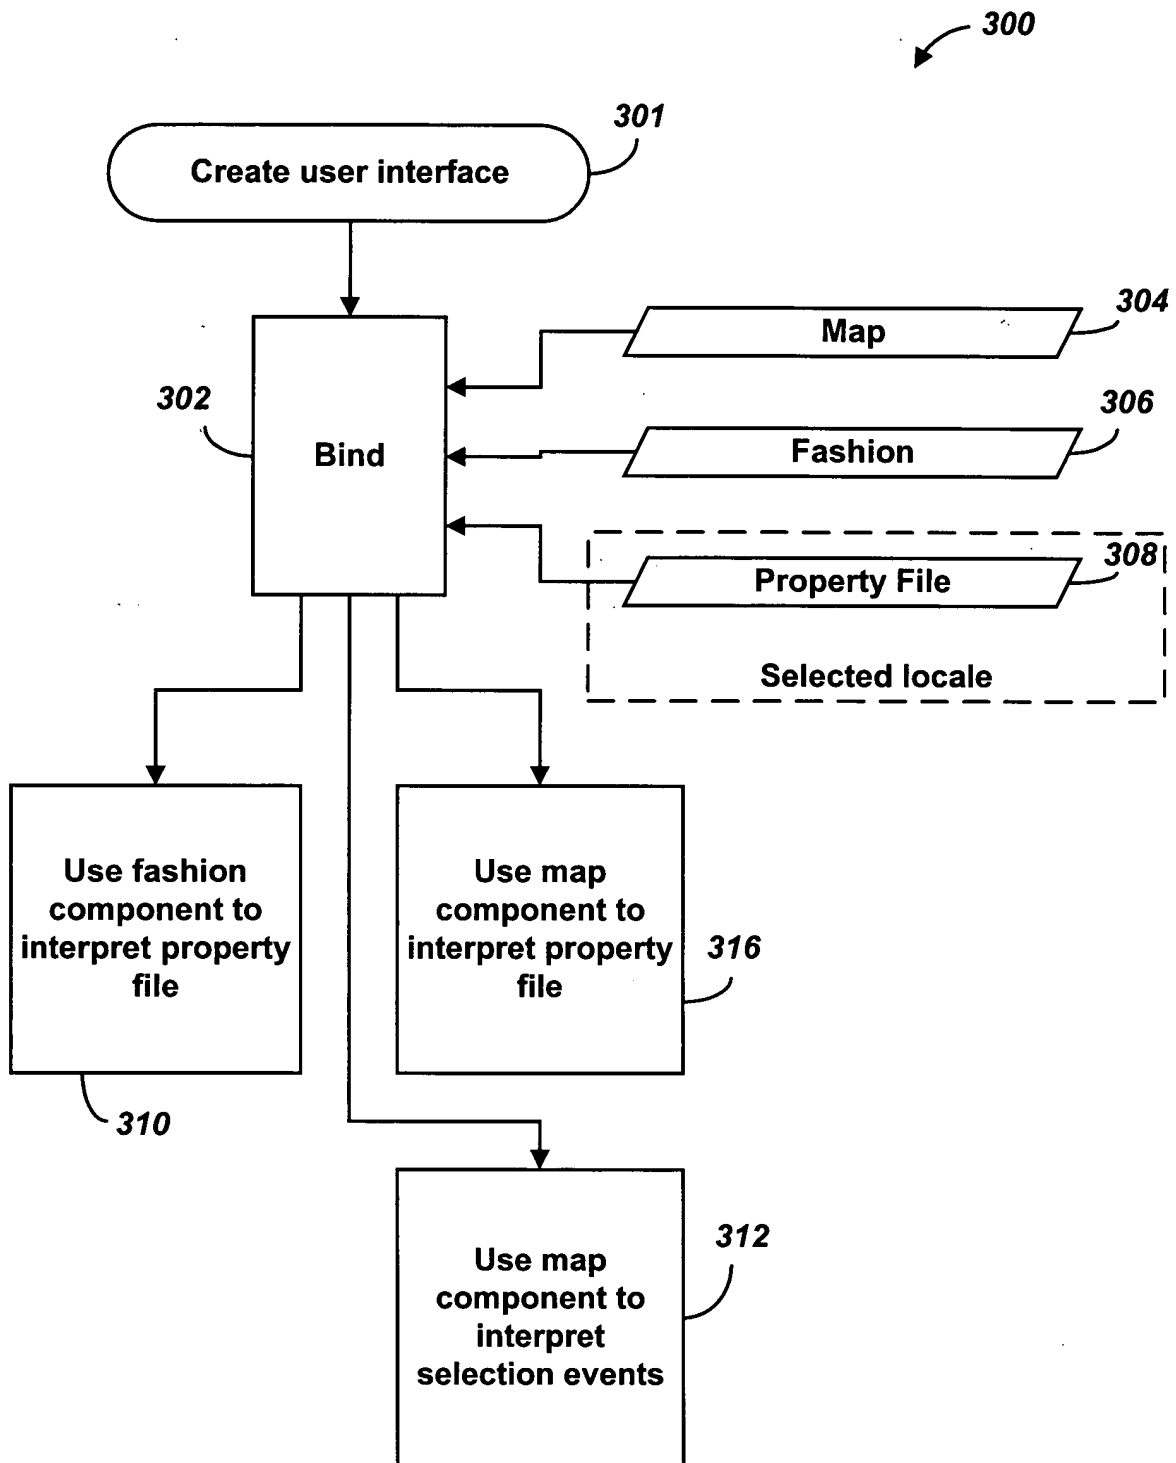 300
301
Create user interface
304
Map
302
306
Bind
Fashion
308
Property File
Selected locale
Use fashion
component to
interpret property
file
Use map
component to
interpret property
file
316
310
312
Use map
component to
interpret
selection events